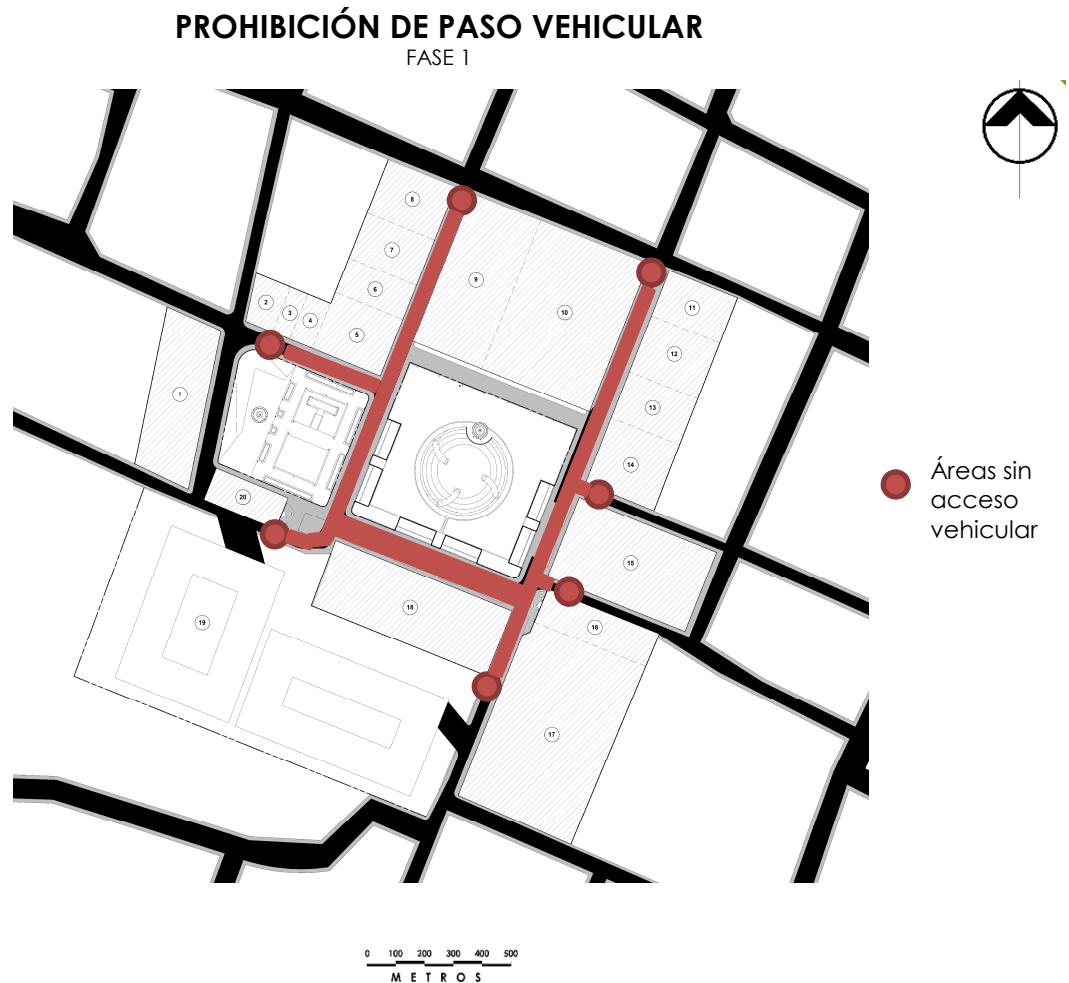 PROHIBICIÓN DE PASO VEHICULAR
FASE 1
8
7
6
5
2
3
4
9
10
11
12
13
14
1
20
15
16
18
19
17
Áreas sin
acceso
vehicular
0 100 200 300 400 500
METROS